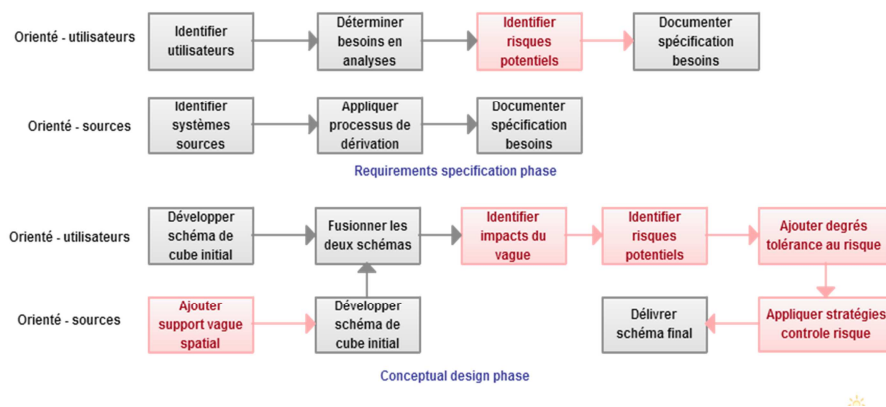 Orienté - utilisateurs
Identifier
utilisateurs
Déterminer
besoins en
analyses
Identifier
risques
potentiels
Documenter
spécification
besoins
Orienté - sources
Identifier
systèmes
sources
Appliquer
processus de
dérivation
Documenter
spécification
besoins
Requirements specification phase
Orienté - utilisateurs
Développer
schéma de
cube initial
Fusionner les
deux schémas
Identifier
impacts du
vague
Identifier
risques
potentiels
Ajouter degrés
tolérance au
risque
Orienté - sources
Ajouter
support vague
spatial
Développer
schéma de
cube initial
Délivrer
schéma final
Appliquer stratégies
controle risque
Conceptual design phase